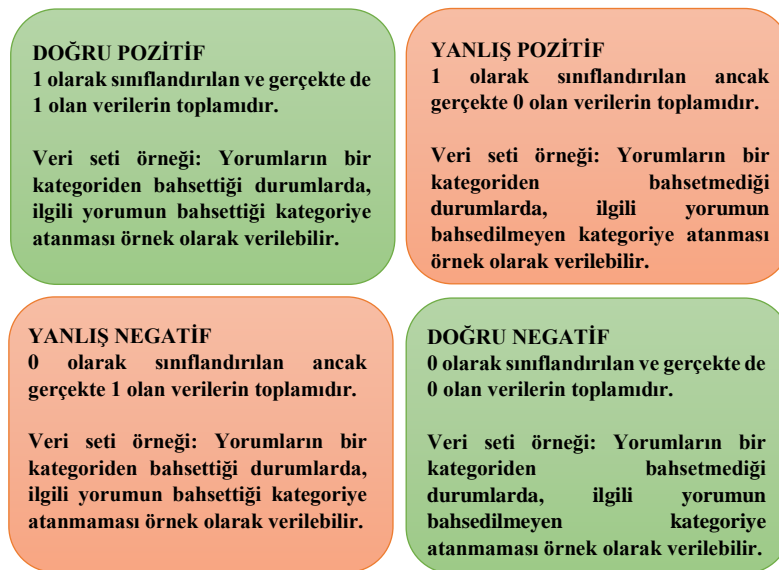 DOĞRU POZİTİF
1 olarak sınıflandırılan ve gerçekte de
1 olan verilerin toplamıdır.
Veri seti örneği: Yorumların bir
kategoriden bahsettiği durumlarda,
ilgili yorumun bahsettiği kategoriye
atanması örnek olarak verilebilir.
YANLIŞ POZİTİF
1 olarak sınıflandırılan ancak
gerçekte 0 olan verilerin toplamıdır.
Veri seti örneği: Yorumların bir
kategoriden bahsetmediği
durumlarda, ilgili yorumun
bahsedilmeyen kategoriye atanması
örnek olarak verilebilir.
YANLIŞ NEGATİF
0 olarak sınıflandırılan ancak
gerçekte 1 olan verilerin toplamıdır.
Veri seti örneği: Yorumların bir
kategoriden bahsettiği durumlarda,
ilgili yorumun bahsettiği kategoriye
atanmaması örnek olarak verilebilir.
DOĞRU NEGATİF
0 olarak sınıflandırılan ve gerçekte de
0 olan verilerin toplamıdır.
Veri seti örneği: Yorumların bir
kategoriden bahsetmediği
durumlarda, ilgili yorumun
bahsedilmeyen kategoriye
atanmaması örnek olarak verilebilir.